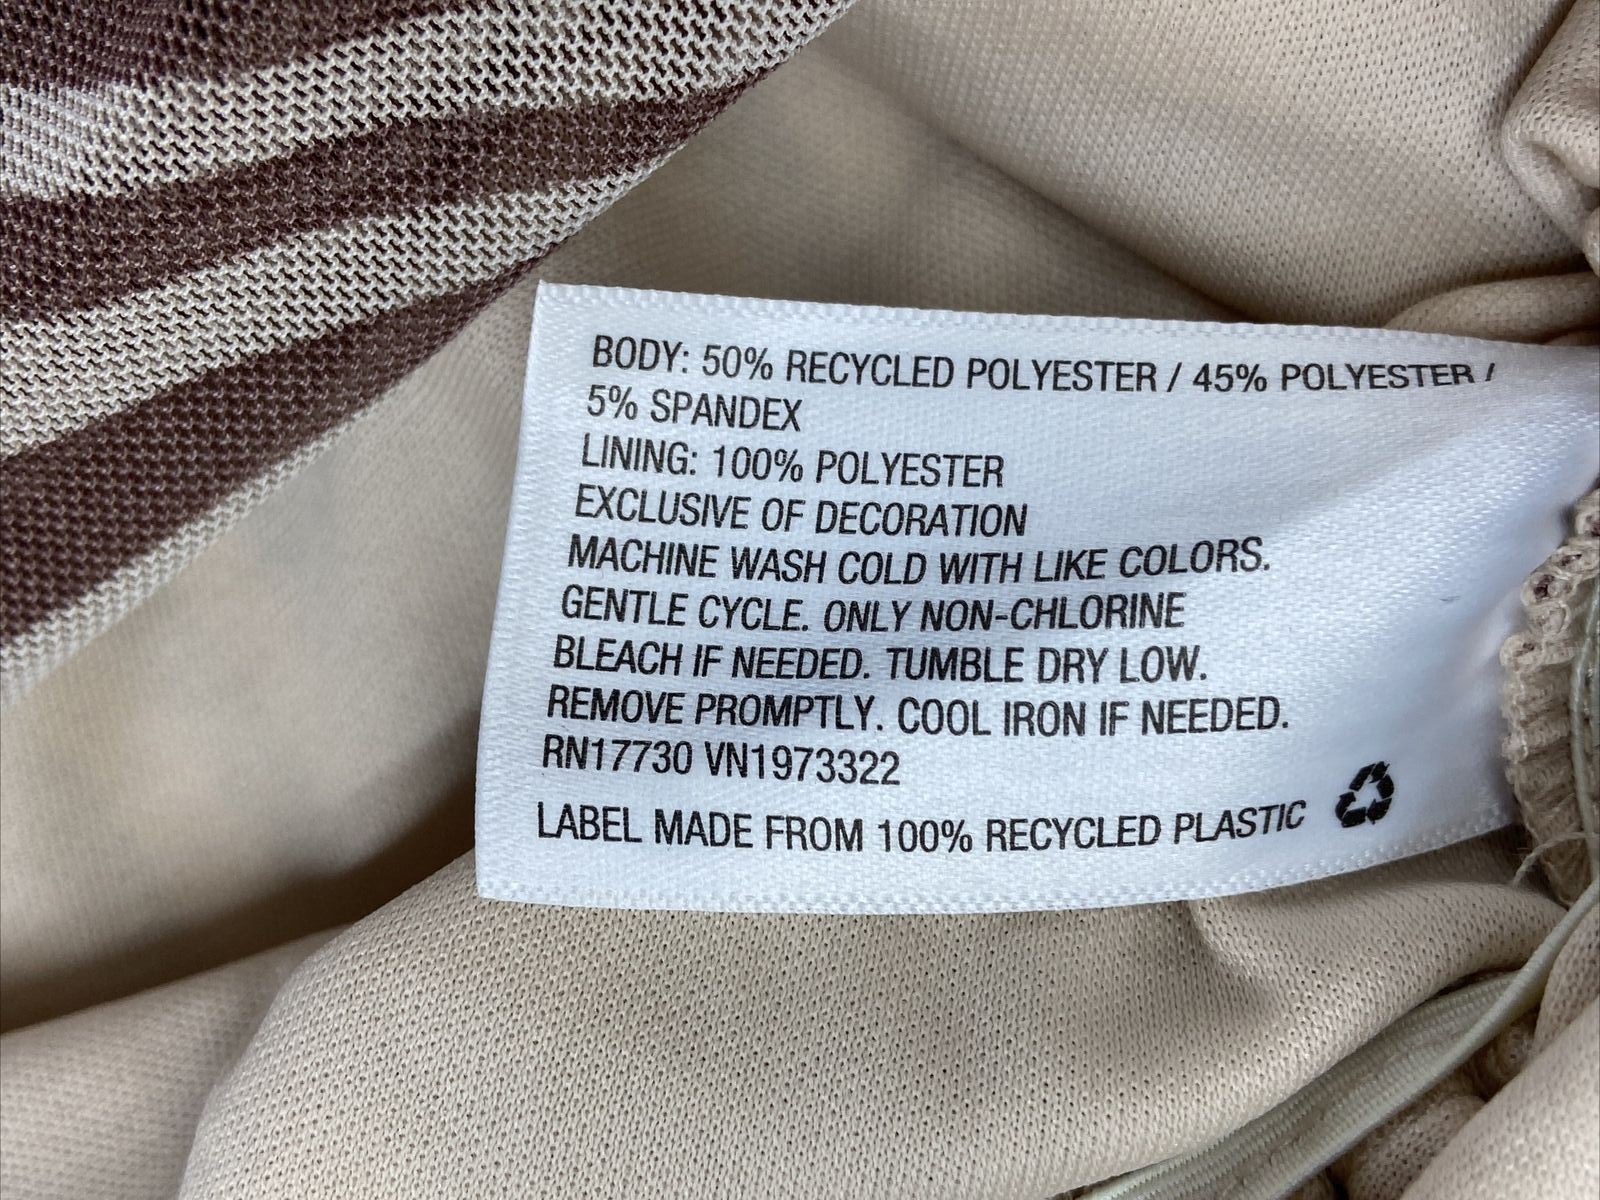 BODY: 50% RECYCLED POLYESTER / 45% POLYESTER /
5% SPANDEX
LINING: 100% POLYESTER
EXCLUSIVE OF DECORATION
MACHINE WASH COLD WITH LIKE COLORS.
GENTLE CYCLE. ONLY NON-CHLORINE
BLEACH IF NEEDED. TUMBLE DRY LOW.
REMOVE PROMPTLY. COOL IRON IF NEEDED.
RN17730 VN1973322
LABEL MADE FROM 100% RECYCLED PLASTIC